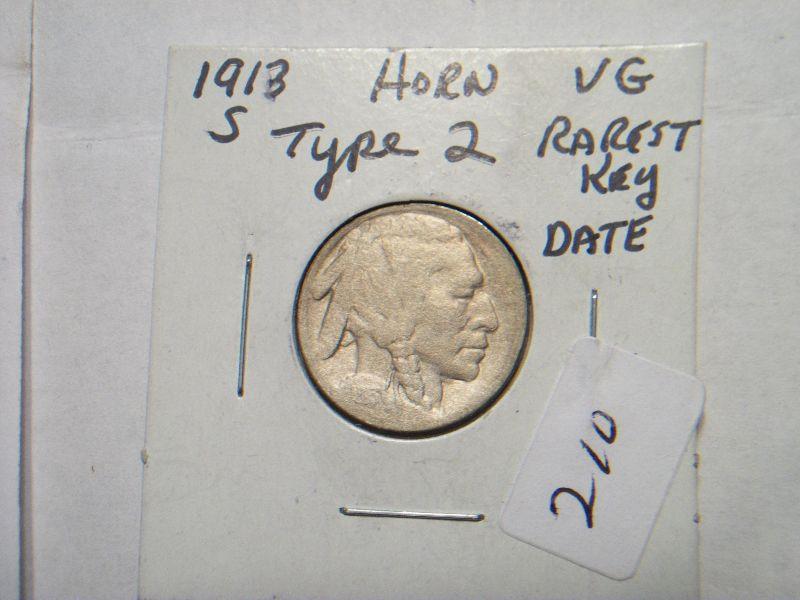 1913 HORN VG
S Type 2 RAREST
Key
DATE
210